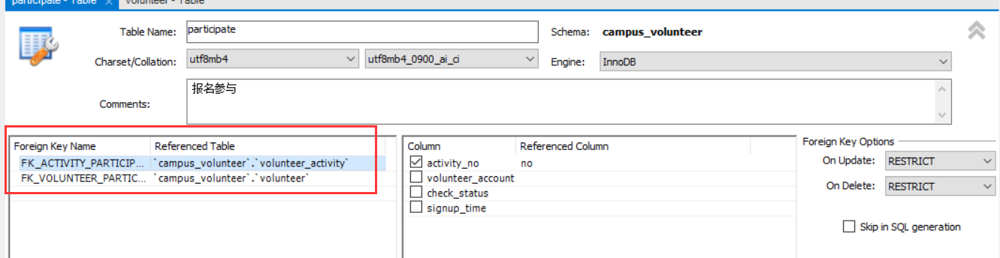 participate - Table × volunteer - Table
Table Name: participate Schema: campus_volunteer
Charset/Collation: utf8mb4 utf8mb4_0900_ai_ci Engine: InnoDB
Comments: 报名参与
Foreign Key Name Referenced Table
FK_ACTIVITY_PARTICIP... `campus_volunteer`.`volunteer_activity`
FK_VOLUNTEER_PARTIC... `campus_volunteer`.`volunteer`
Column Referenced Column
activity_no no
volunteer_account
check_status
signup_time
Foreign Key Options
On Update: RESTRICT
On Delete: RESTRICT
Skip in SQL generation